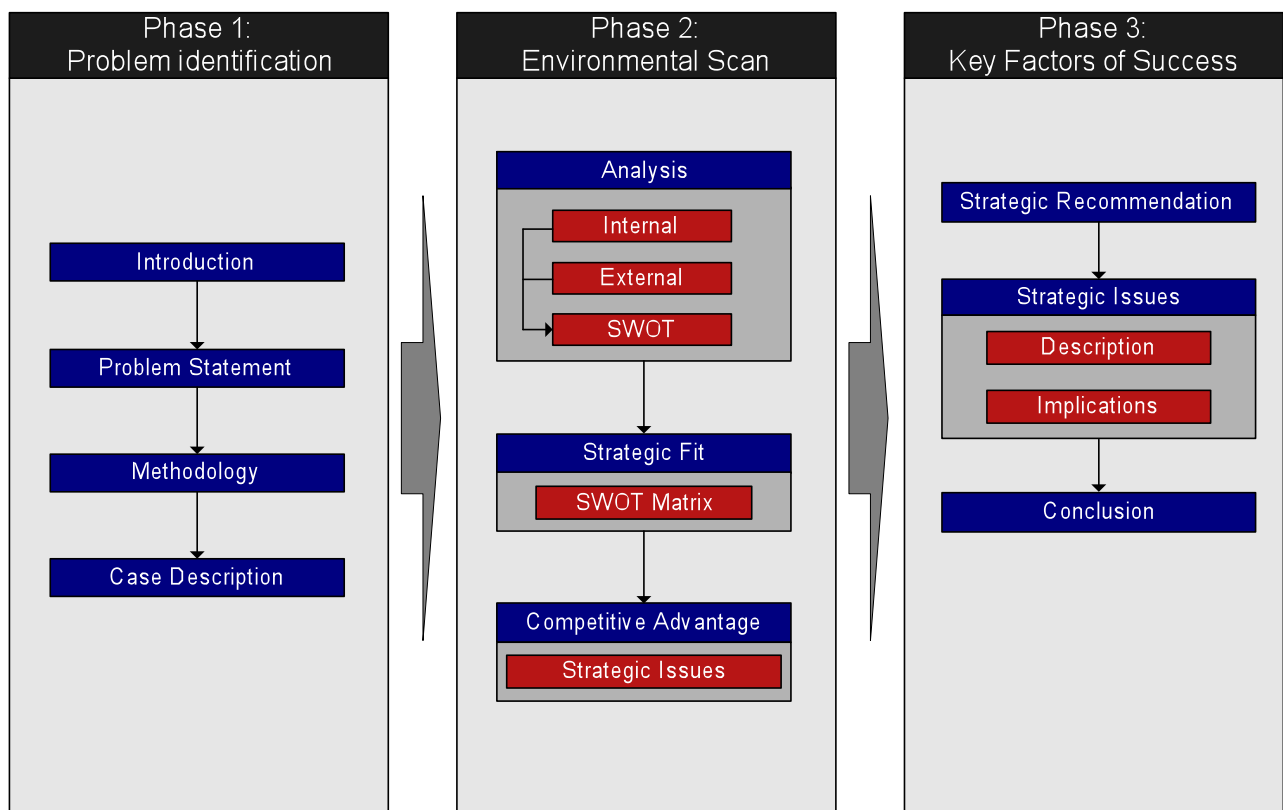 Phase 1:
Problem identification
Introduction
Problem Statement
Methodology
Case Description
Phase 2:
Environmental Scan
Analysis
Internal
External
SWOT
Strategic Fit
SWOT Matrix
Competitive Advantage
Strategic Issues
Phase 3:
Key Factors of Success
Strategic Recommendation
Strategic Issues
Description
Implications
Conclusion